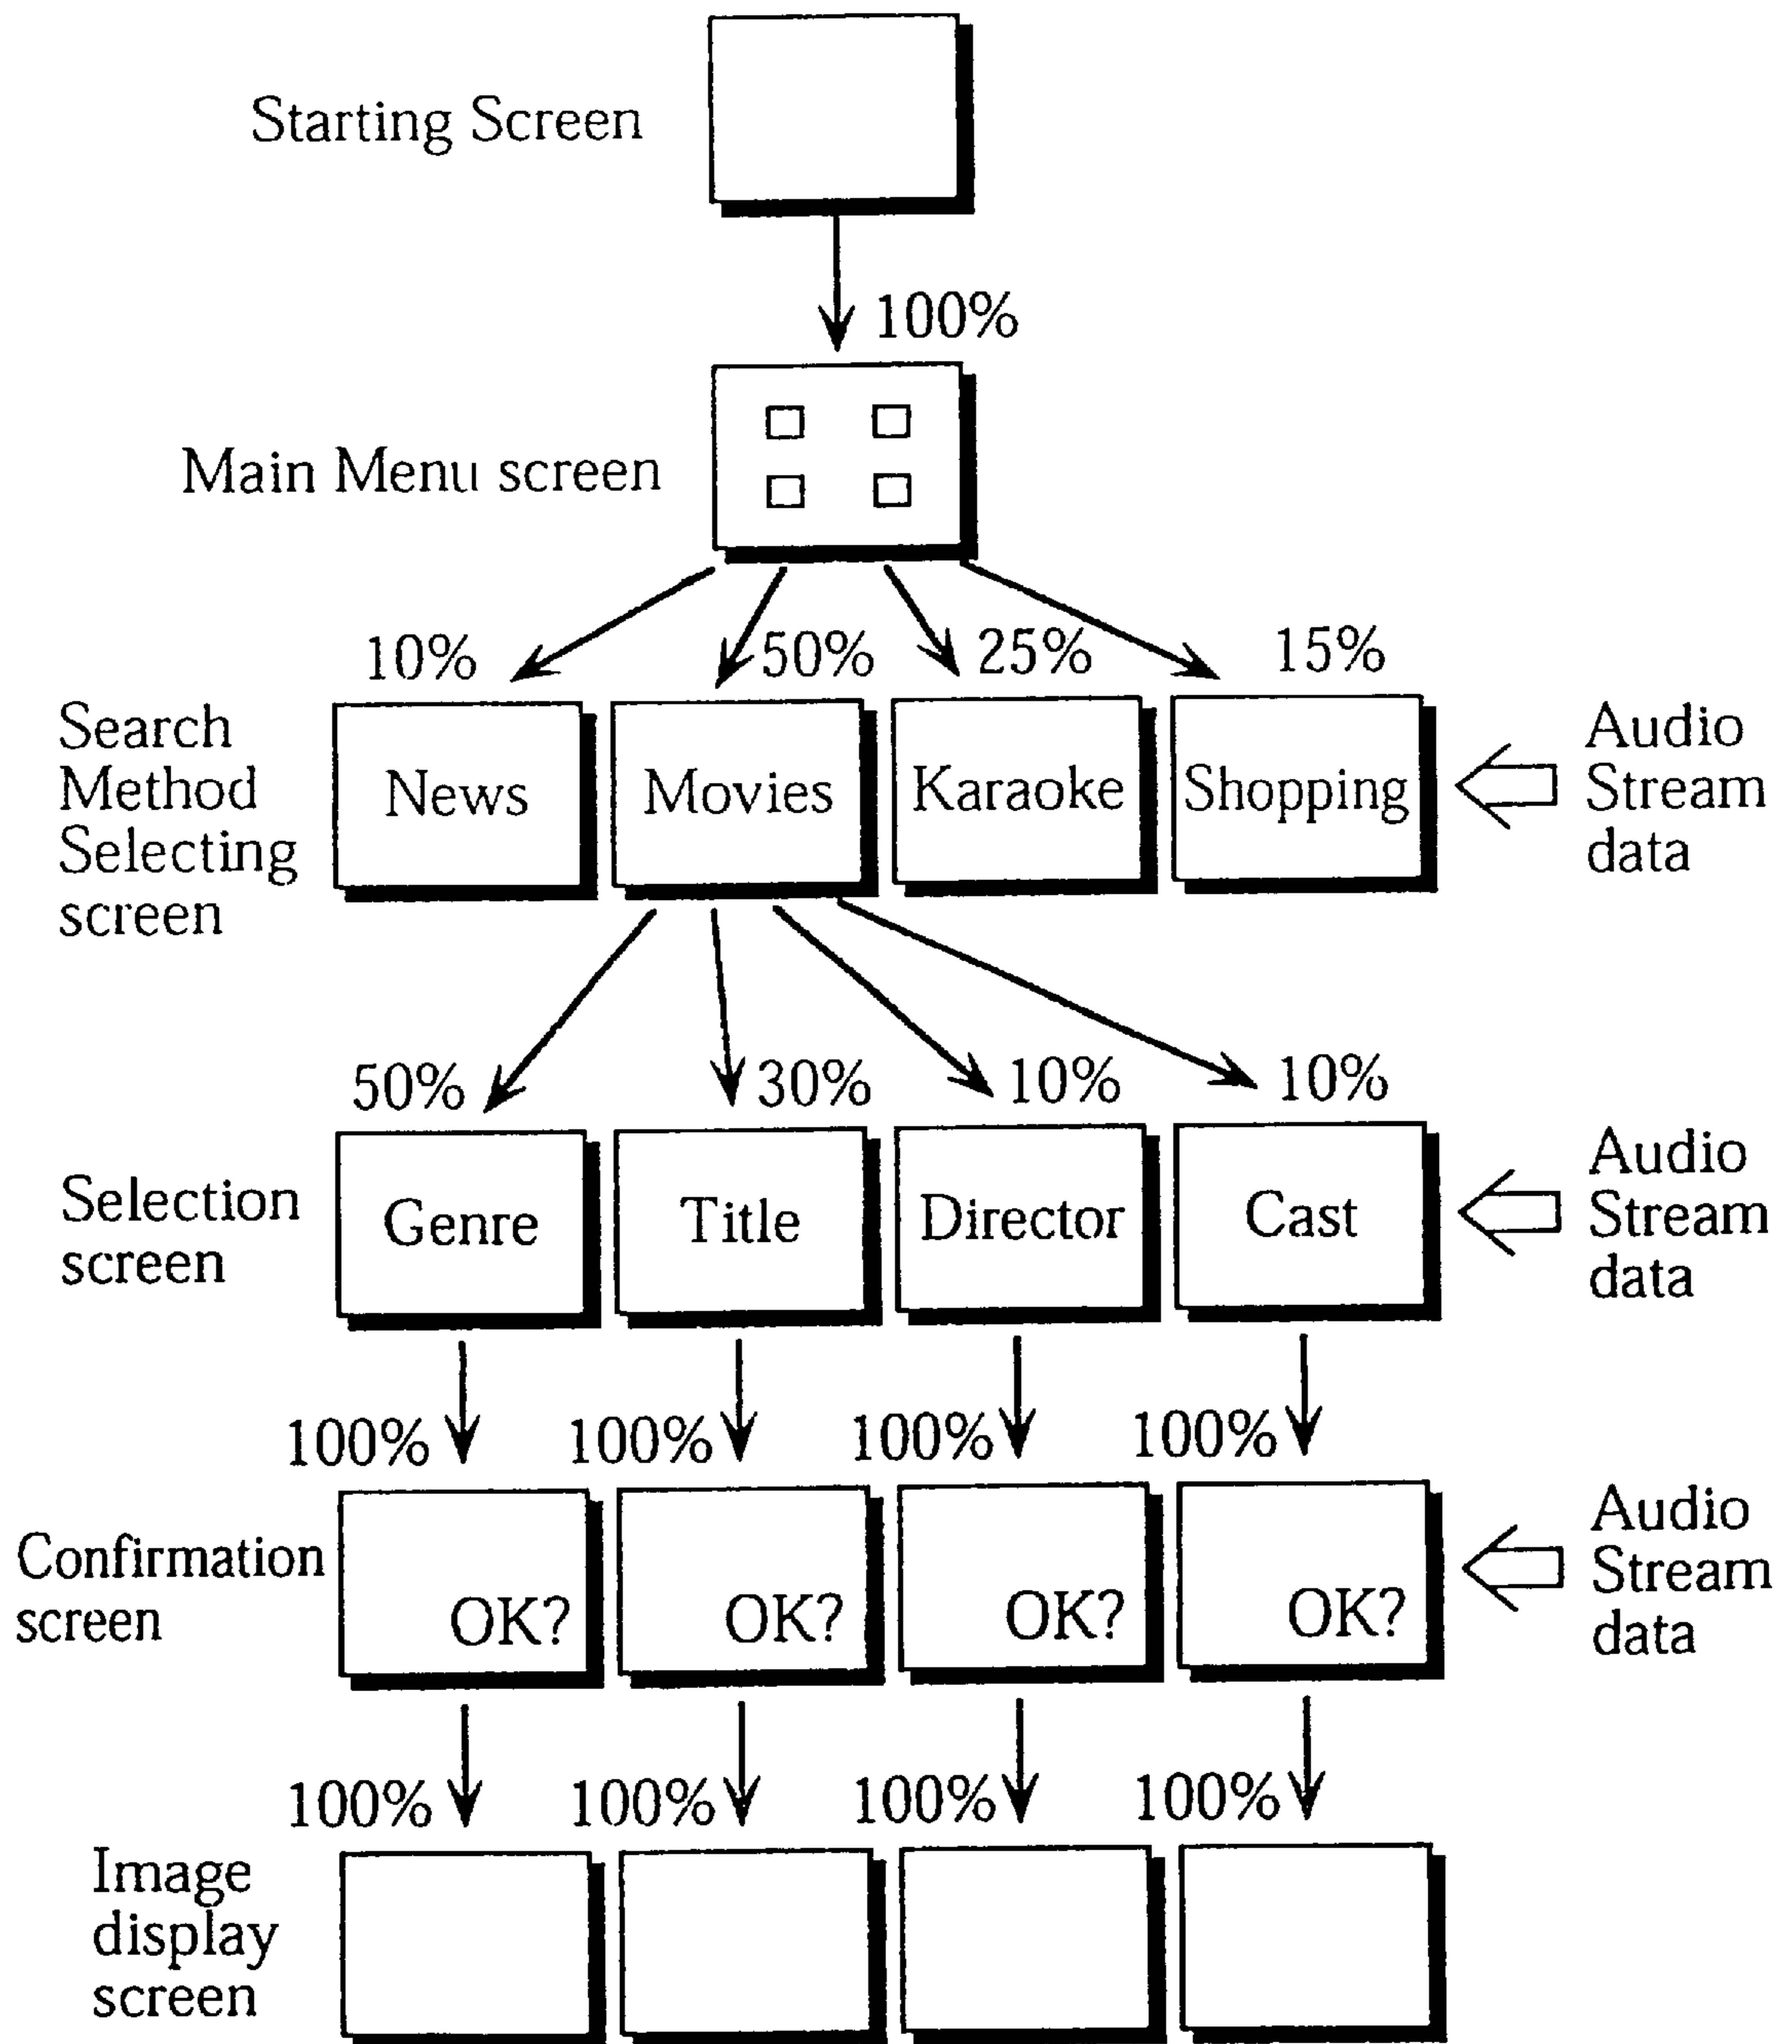 Starting Screen
100%
Main Menu screen
10% 50% 25% 15%
Search
Method
Selecting
screen
News Movies Karaoke Shopping
Audio
Stream
data
50% 30% 10% 10%
Selection
screen
Genre Title Director Cast
Audio
Stream
data
100% 100% 100% 100%
Confirmation
screen
OK? OK? OK? OK?
Audio
Stream
data
100% 100% 100% 100%
Image
display
screen